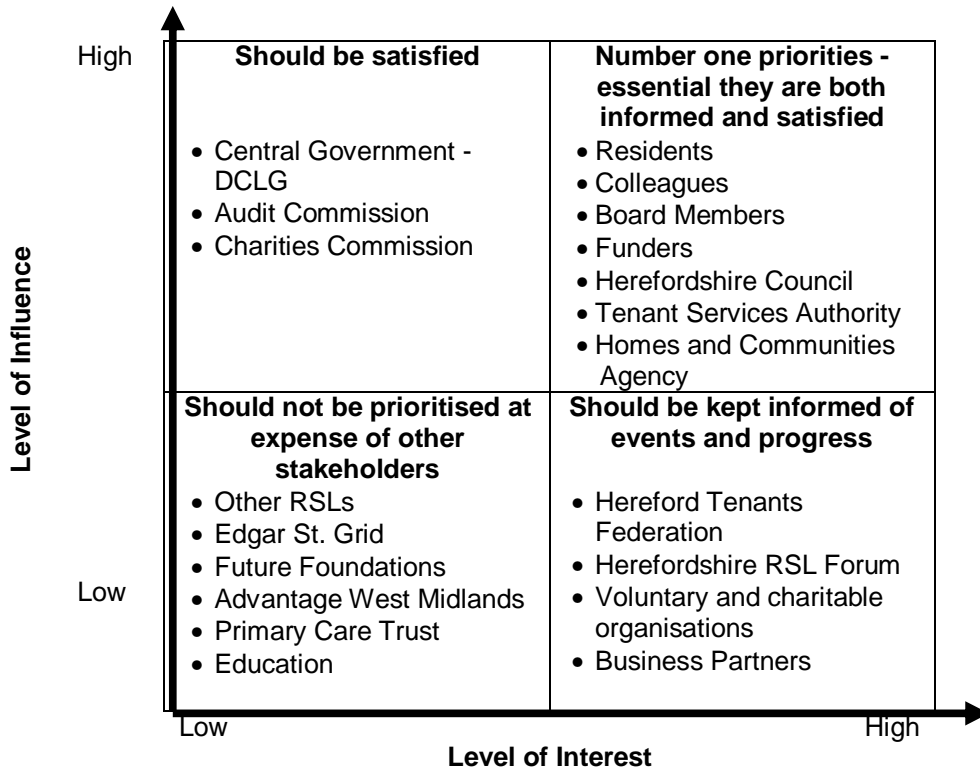 High
Should be satisfied
• Central Government -
DCLG
• Audit Commission
• Charities Commission
Number one priorities -
essential they are both
informed and satisfied
• Residents
• Colleagues
• Board Members
• Funders
• Herefordshire Council
• Tenant Services Authority
• Homes and Communities
Agency
Level of Influence
Low
Should not be prioritised at
expense of other
stakeholders
• Other RSLs
• Edgar St. Grid
• Future Foundations
• Advantage West Midlands
• Primary Care Trust
• Education
Should be kept informed of
events and progress
• Hereford Tenants
Federation
• Herefordshire RSL Forum
• Voluntary and charitable
organisations
• Business Partners
Low
High
Level of Interest